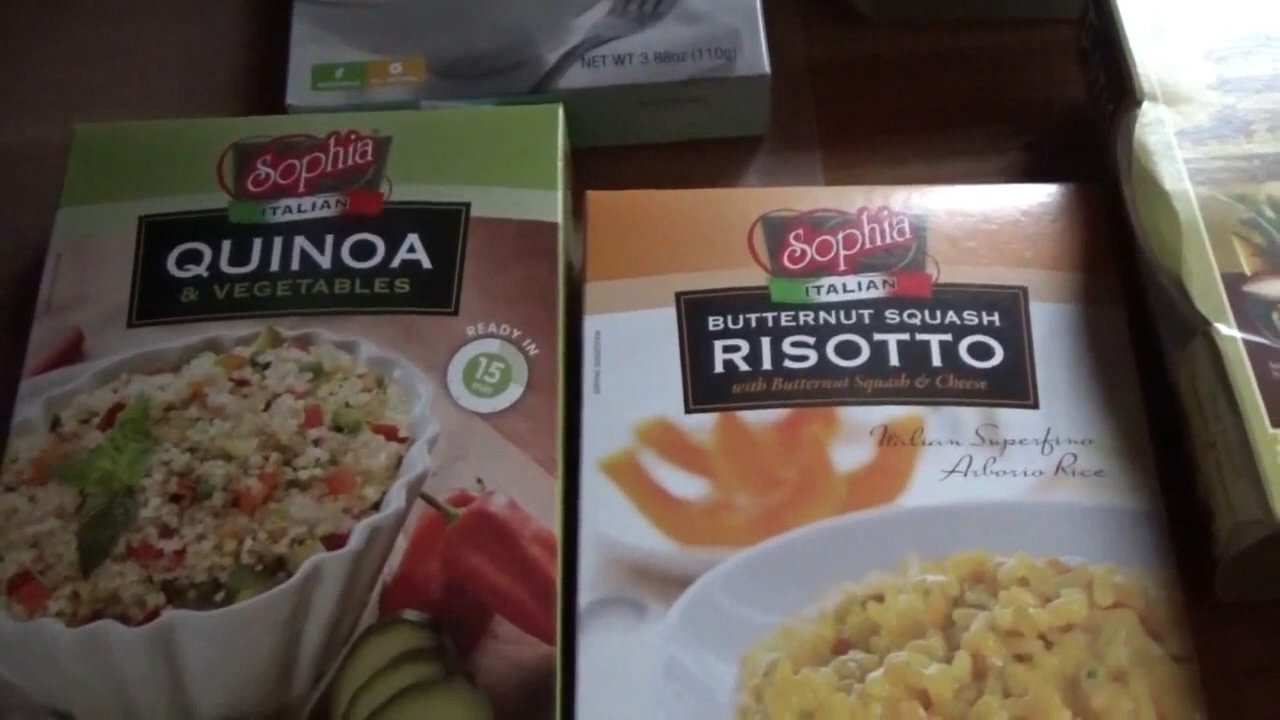 NET WT 3.88oz (110g)
Sophia
ITALIAN
QUINOA
& VEGETABLES
READY IN
15
Sophia
ITALIAN
BUTTERNUT SQUASH
RISOTTO
with Butternut Squash & Cheese
Italian Superfino
Arborio Rice